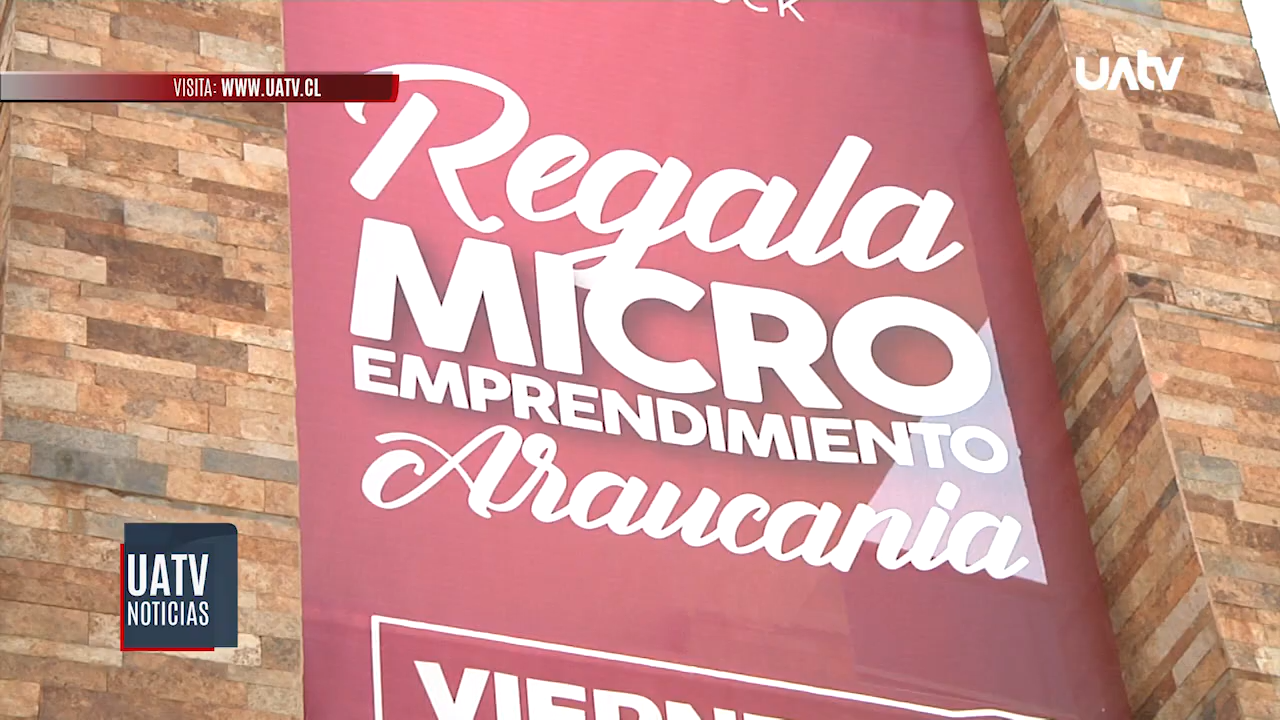 VISITA: WWW.UATV.CL
uatv
Regala
MICRO
EMPRENDIMIENTO
Araucania
UATV
NOTICIAS